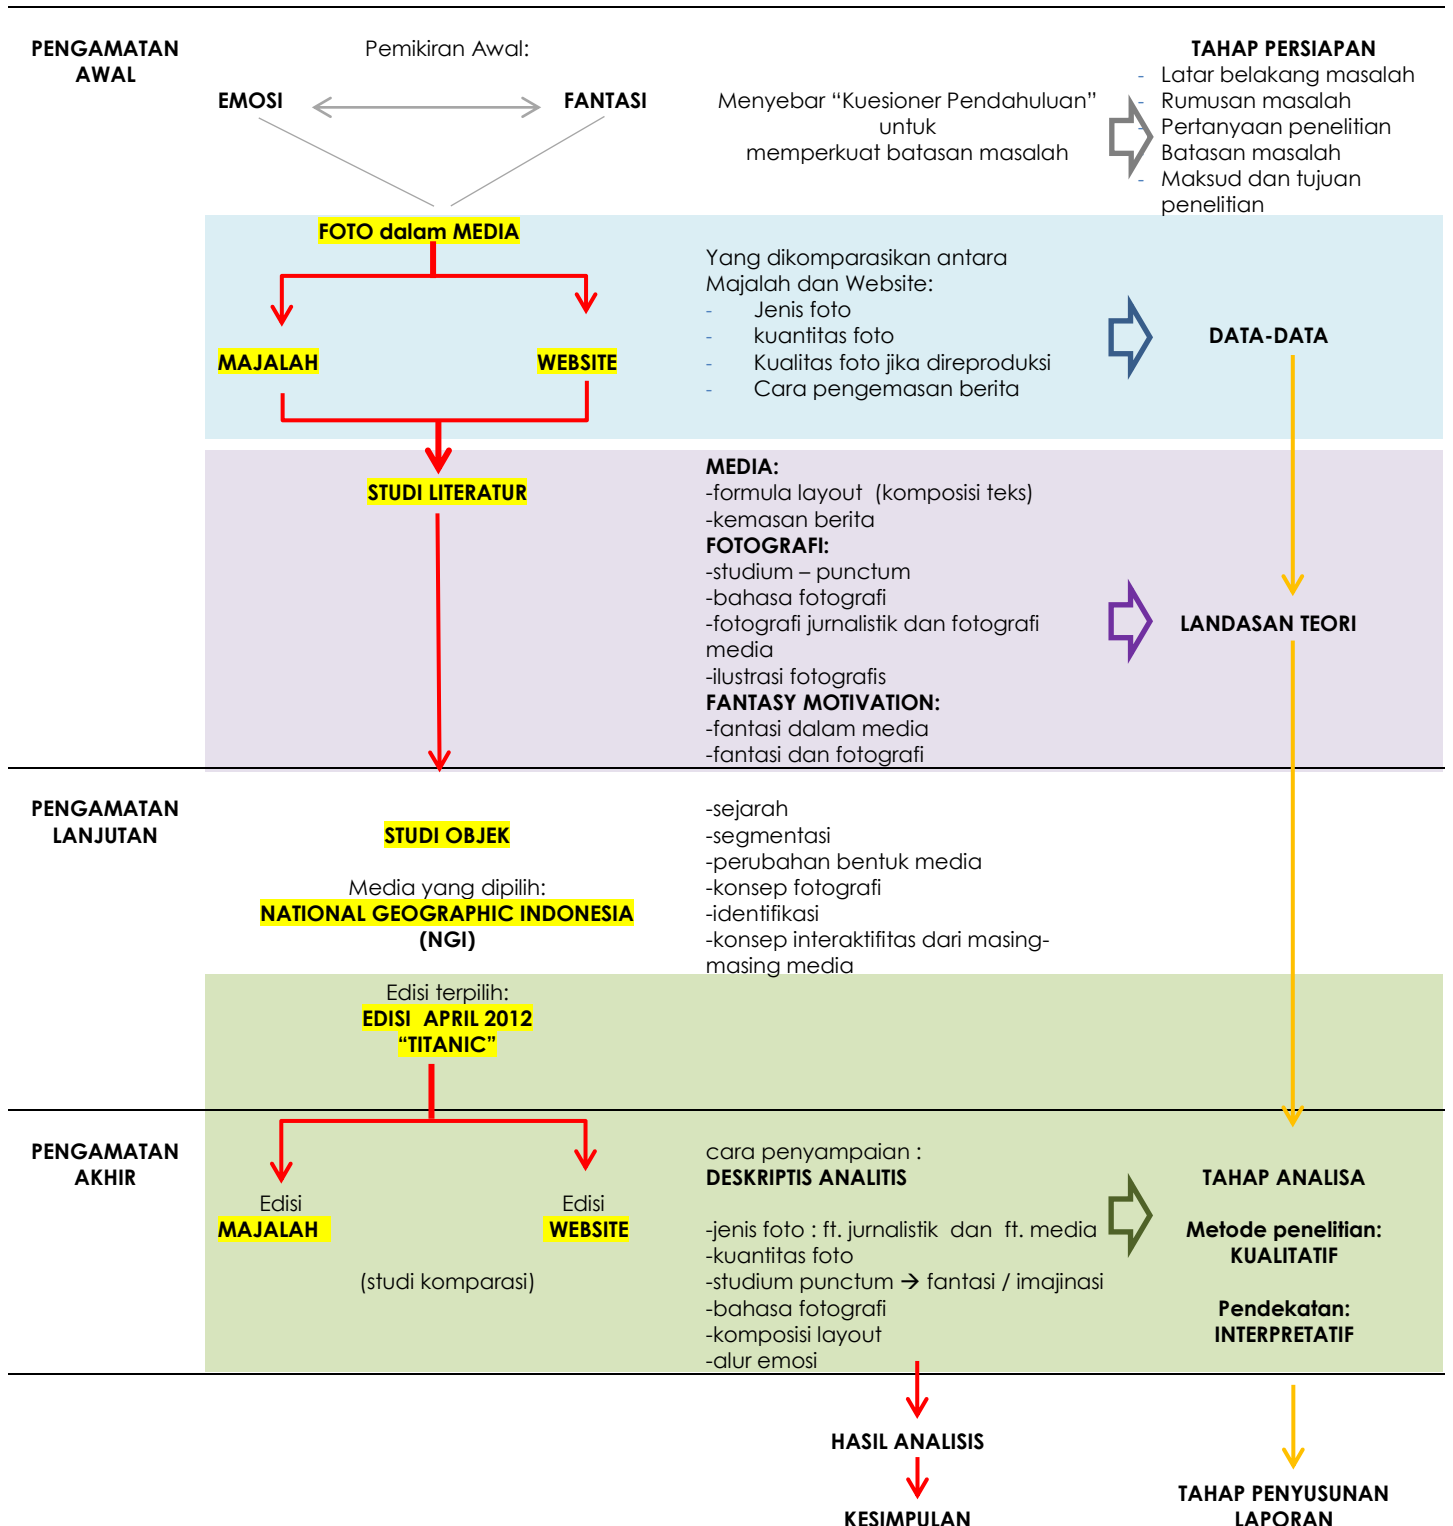 PENGAMATAN
AWAL
Pemikiran Awal:
EMOSI
FANTASI
Menyebar “Kuesioner Pendahuluan”
untuk
memperkuat batasan masalah
TAHAP PERSIAPAN
- Latar belakang masalah
- Rumusan masalah
- Pertanyaan penelitian
- Batasan masalah
- Maksud dan tujuan
penelitian
FOTO dalam MEDIA
MAJALAH
WEBSITE
Yang dikomparasikan antara
Majalah dan Website:
- Jenis foto
- kuantitas foto
- Kualitas foto jika direproduksi
- Cara pengemasan berita
DATA-DATA
STUDI LITERATUR
MEDIA:
-formula layout (komposisi teks)
-kemasan berita
FOTOGRAFI:
-studium – punctum
-bahasa fotografi
-fotografi jurnalistik dan fotografi
media
-ilustrasi fotografis
FANTASY MOTIVATION:
-fantasi dalam media
-fantasi dan fotografi
LANDASAN TEORI
PENGAMATAN
LANJUTAN
STUDI OBJEK
Media yang dipilih:
NATIONAL GEOGRAPHIC INDONESIA
(NGI)
-sejarah
-segmentasi
-perubahan bentuk media
-konsep fotografi
-identifikasi
-konsep interaktifitas dari masing-
masing media
Edisi terpilih:
EDISI APRIL 2012
“TITANIC”
PENGAMATAN
AKHIR
Edisi
MAJALAH
Edisi
WEBSITE
(studi komparasi)
cara penyampaian :
DESKRIPTIS ANALITIS
-jenis foto : ft. jurnalistik dan ft. media
-kuantitas foto
-studium punctum → fantasi / imajinasi
-bahasa fotografi
-komposisi layout
-alur emosi
TAHAP ANALISA
Metode penelitian:
KUALITATIF
Pendekatan:
INTERPRETATIF
HASIL ANALISIS
KESIMPULAN
TAHAP PENYUSUNAN
LAPORAN